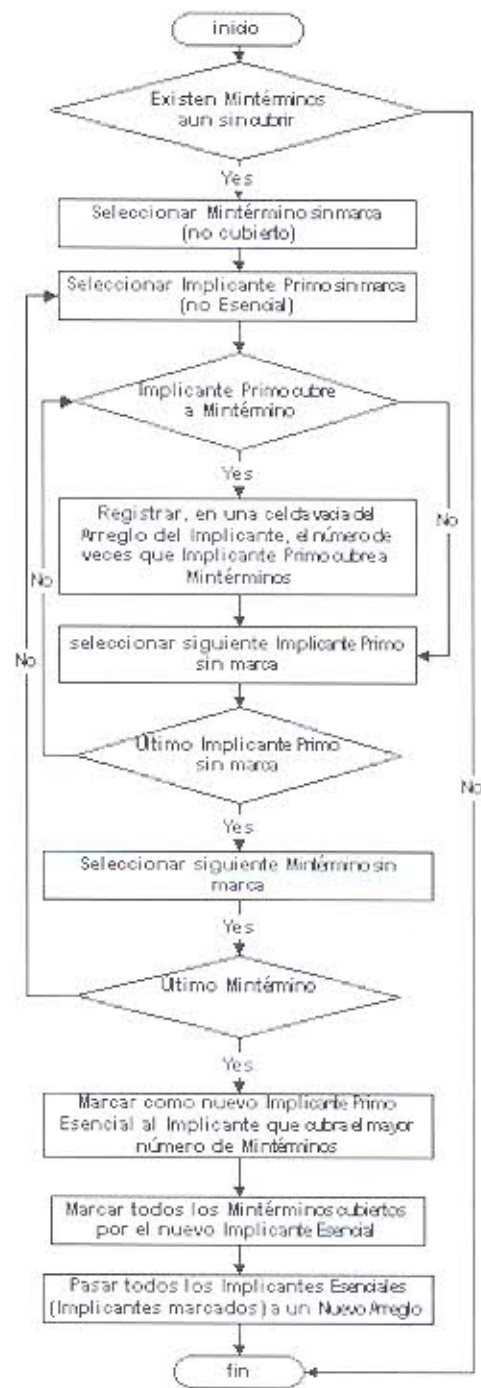 inicio
Existen Mintérminos
aun sin cubrir
Yes
Seleccionar Mintérmino sin marca
(no cubierto)
Seleccionar Implicante Primo sin marca
(no Esencial)
Implicante Primo cubre
a Mintérmino
Yes
Registrar, en una celda vacia del
Arreglo del Implicante, el número de
veces que Implicante Primo cubre a
Mintérminos
No
No
seleccionar siguiente Implicante Primo
sin marca
No
Último Implicante Primo
sin marca
No
Yes
Seleccionar siguiente Mintérmino sin
marca
Yes
Último Mintérmino
Yes
Marcar como nuevo Implicante Primo
Esencial al Implicante que cubra el mayor
número de Mintérminos
Marcar todos los Mintérminos cubiertos
por el nuevo Implicante Esencial
Pasar todos los Implicantes Esenciales
(Implicantes marcados) a un Nuevo Arreglo
fin